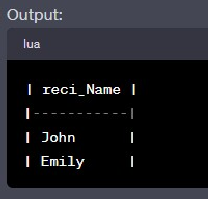 Output:
lua
| reci_Name |
|-----------|
| John      |
| Emily     |